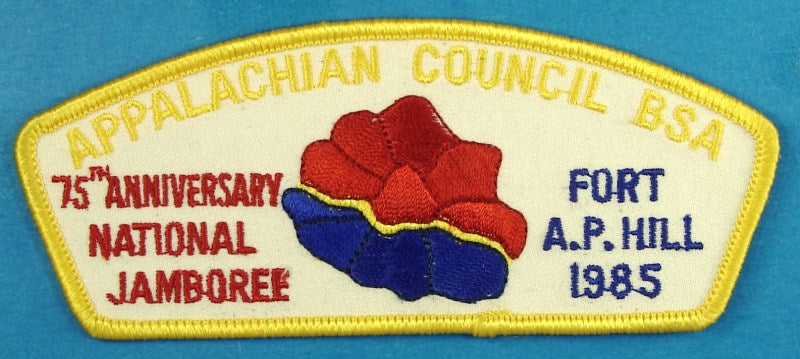 APPALACHIAN COUNCIL BSA
75TH ANNIVERSARY
NATIONAL
JAMBOREE
FORT
A.P. HILL
1985